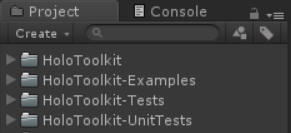 Project Console
Create
HoloToolkit
HoloToolkit-Examples
HoloToolkit-Tests
HoloToolkit-UnitTests